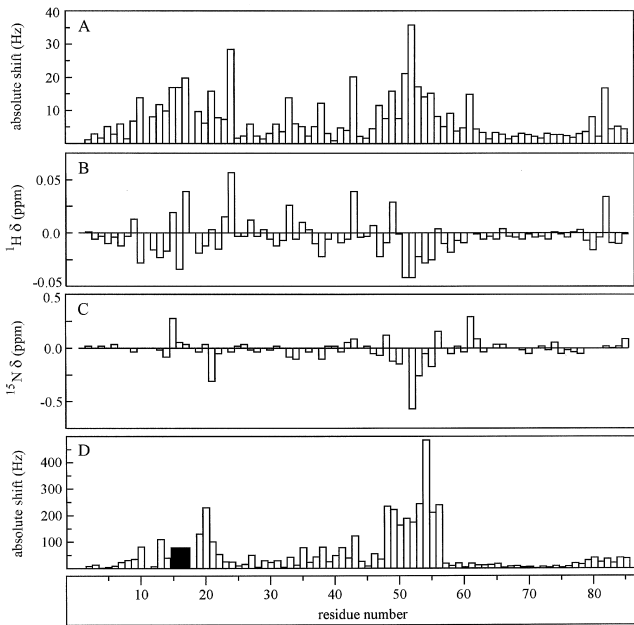 A
absolute shift (Hz)
40
30
20
10
B
¹H δ (ppm)
0.05
0.0
-0.05
C
¹⁵N δ (ppm)
0.5
0.0
-0.5
D
absolute shift (Hz)
400
300
200
100
10 20 30 40 50 60 70 80
residue number